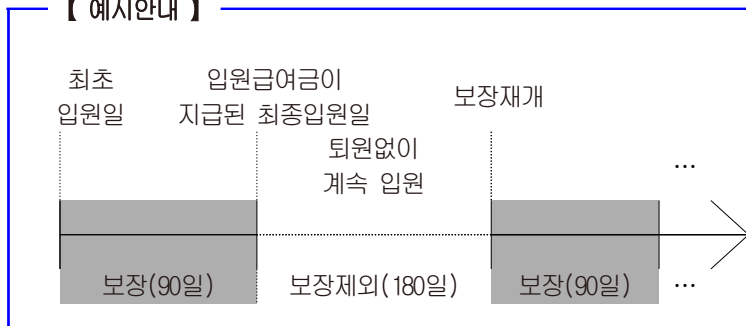 【 예시안내 】
최초
입원일
입원급여금이
지급된 최종입원일
보장재개
퇴원없이
계속 입원
…
보장(90일)
보장제외(180일)
보장(90일)
…